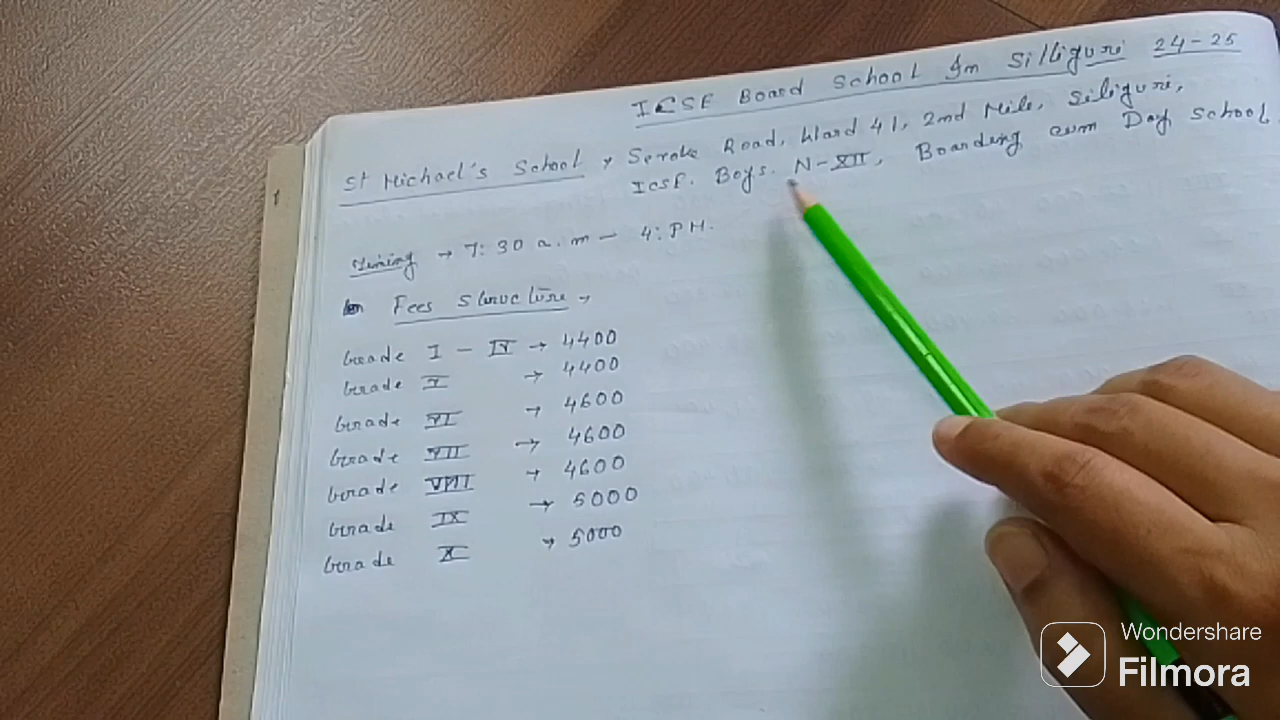 ICSE Board School In Silliguri 24-25
St Michael's School → Sevoke Road, Ward 41, 2nd Mile, Siliguri,
ICSE. Boys. N-XII, Boarding cum Day School
Timing → 7:30 a.m - 4:PM.
Fees Structure →
Grade I - IV → 4400
Grade V → 4400
Grade VI → 4600
Grade VII → 4600
Grade VIII → 4600
Grade IX → 5000
Grade X → 5000
Wondershare
Filmora